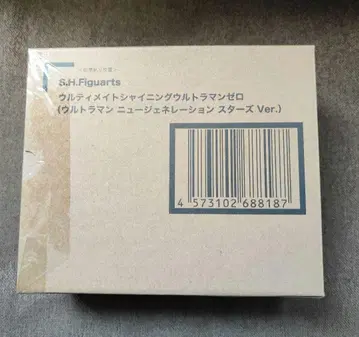 S.H.Figuarts
ウルティメイトシャイニングウルトラマンゼロ
(ウルトラマン ニュージェネレーション スターズ Ver.)
4 573102 688187